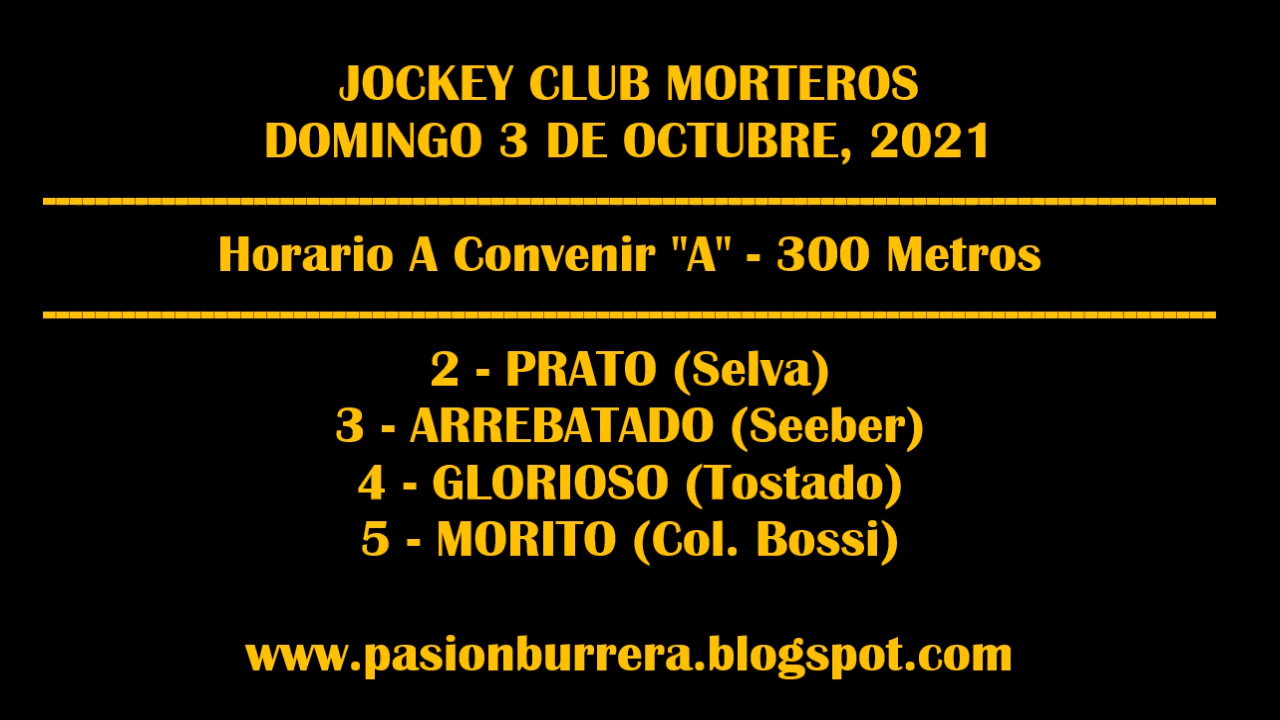 JOCKEY CLUB MORTEROS
DOMINGO 3 DE OCTUBRE, 2021
Horario A Convenir "A" - 300 Metros
2 - PRATO (Selva)
3 - ARREBATADO (Seeber)
4 - GLORIOSO (Tostado)
5 - MORITO (Col. Bossi)
www.pasionburrera.blogspot.com